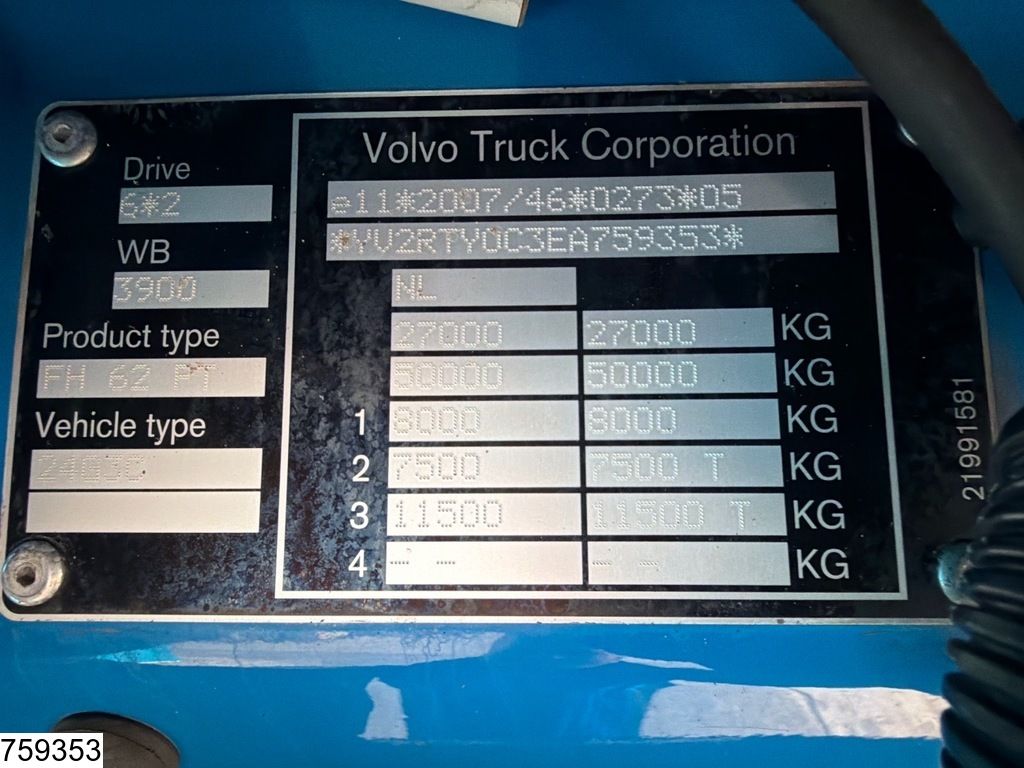 Drive
6*2
WB
3900
Product type
FH 62 PT
Vehicle type
Volvo Truck Corporation
e11*2007/46*0273*05
*YV2RTY0C3EA759353*
NL
27000 27000 KG
50000 50000 KG
1 8000 8000 KG
2 7500 7500 T KG
3 11500 11500 T KG
4 -- -- KG
21991581
759353